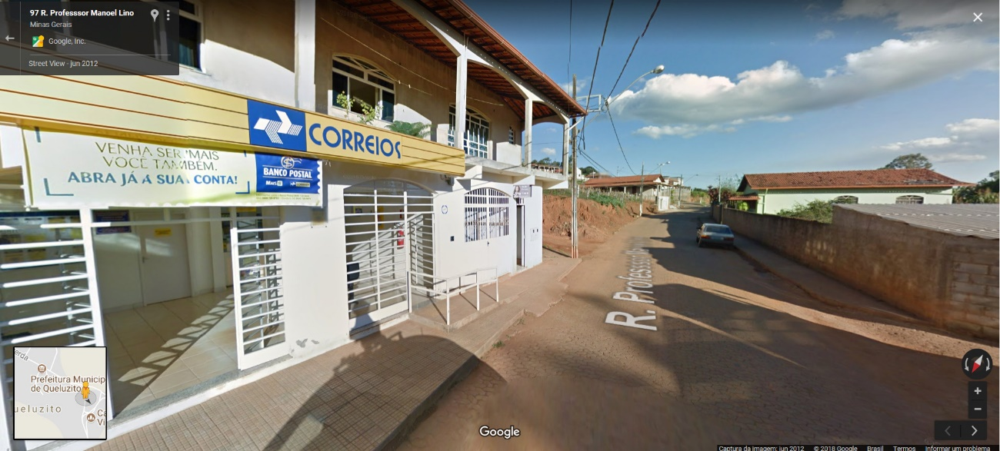 97 R. Professsor Manoel Lino
Minas Gerais
Google, Inc.
Street View - jun 2012
CORREIOS
VENHA SER MAIS
VOCÊ TAMBÉM.
ABRA JÁ A SUA CONTA!
BANCO POSTAL
R. Professor
erda
Prefeitura Municip
de Queluzito
ueluzito
Ca
Vi
Google
Captura da imagem: jun 2012 © 2018 Google Brasil Termos Informar um problema